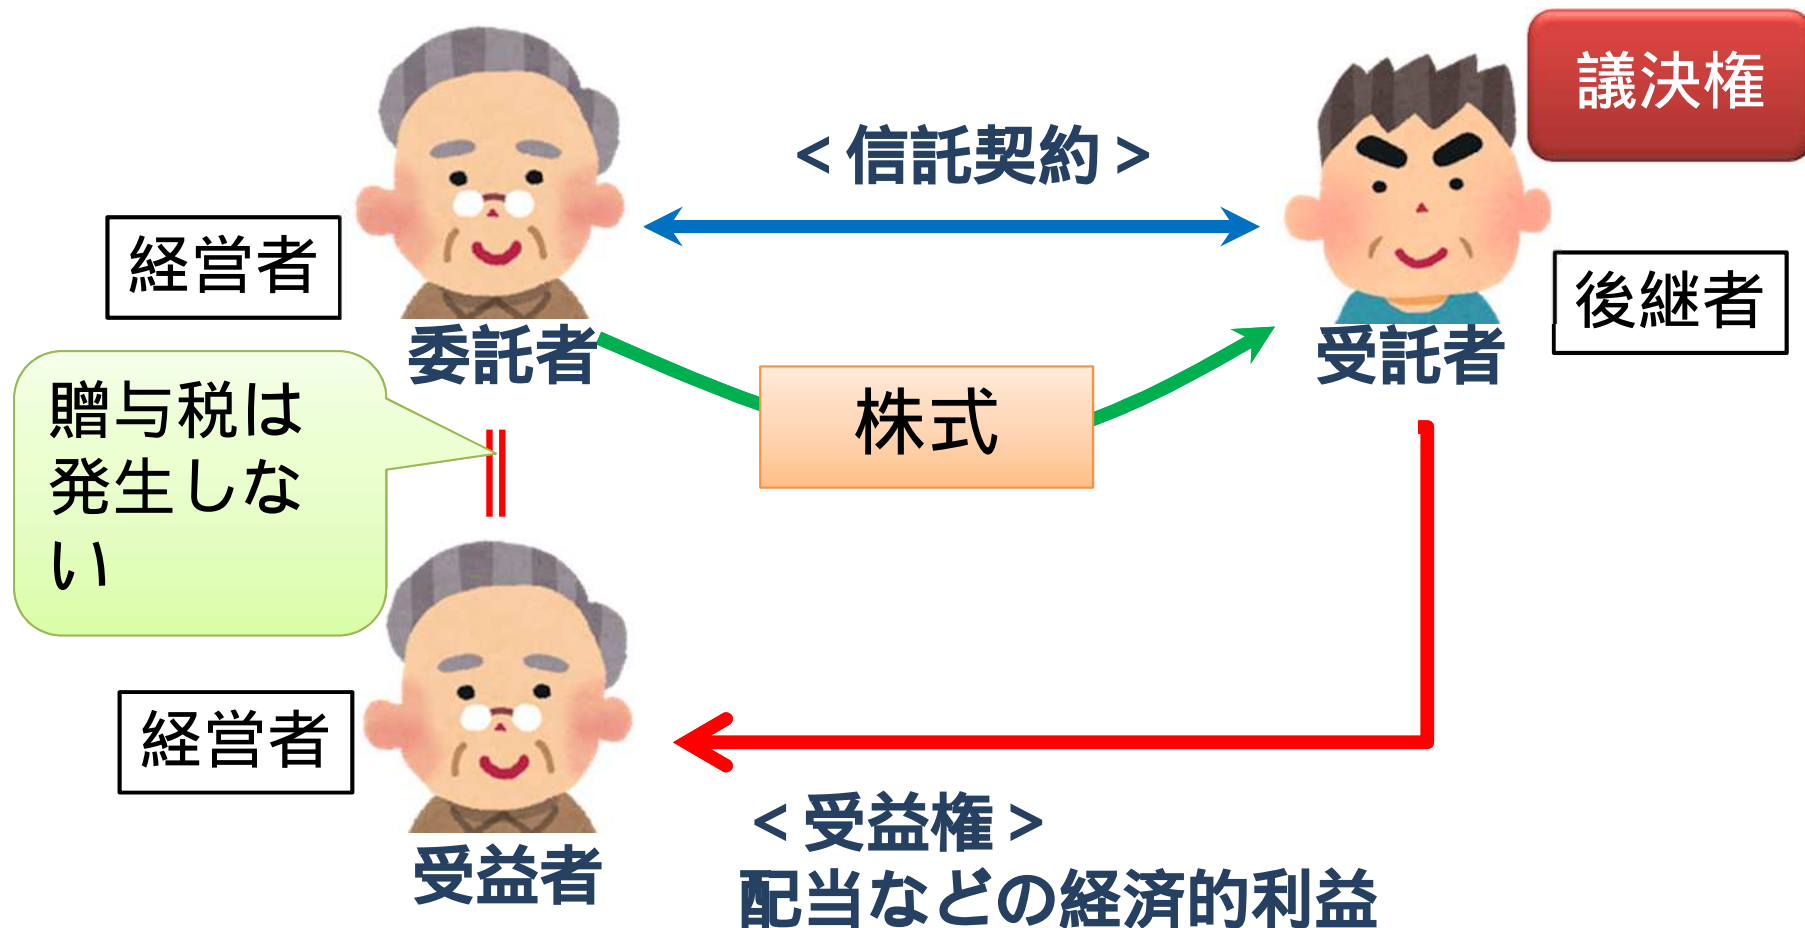 議決権
＜信託契約＞
経営者
後継者
委託者
受託者
贈与税は
発生しな
い
株式
経営者
受益者
＜受益権＞
配当などの経済的利益